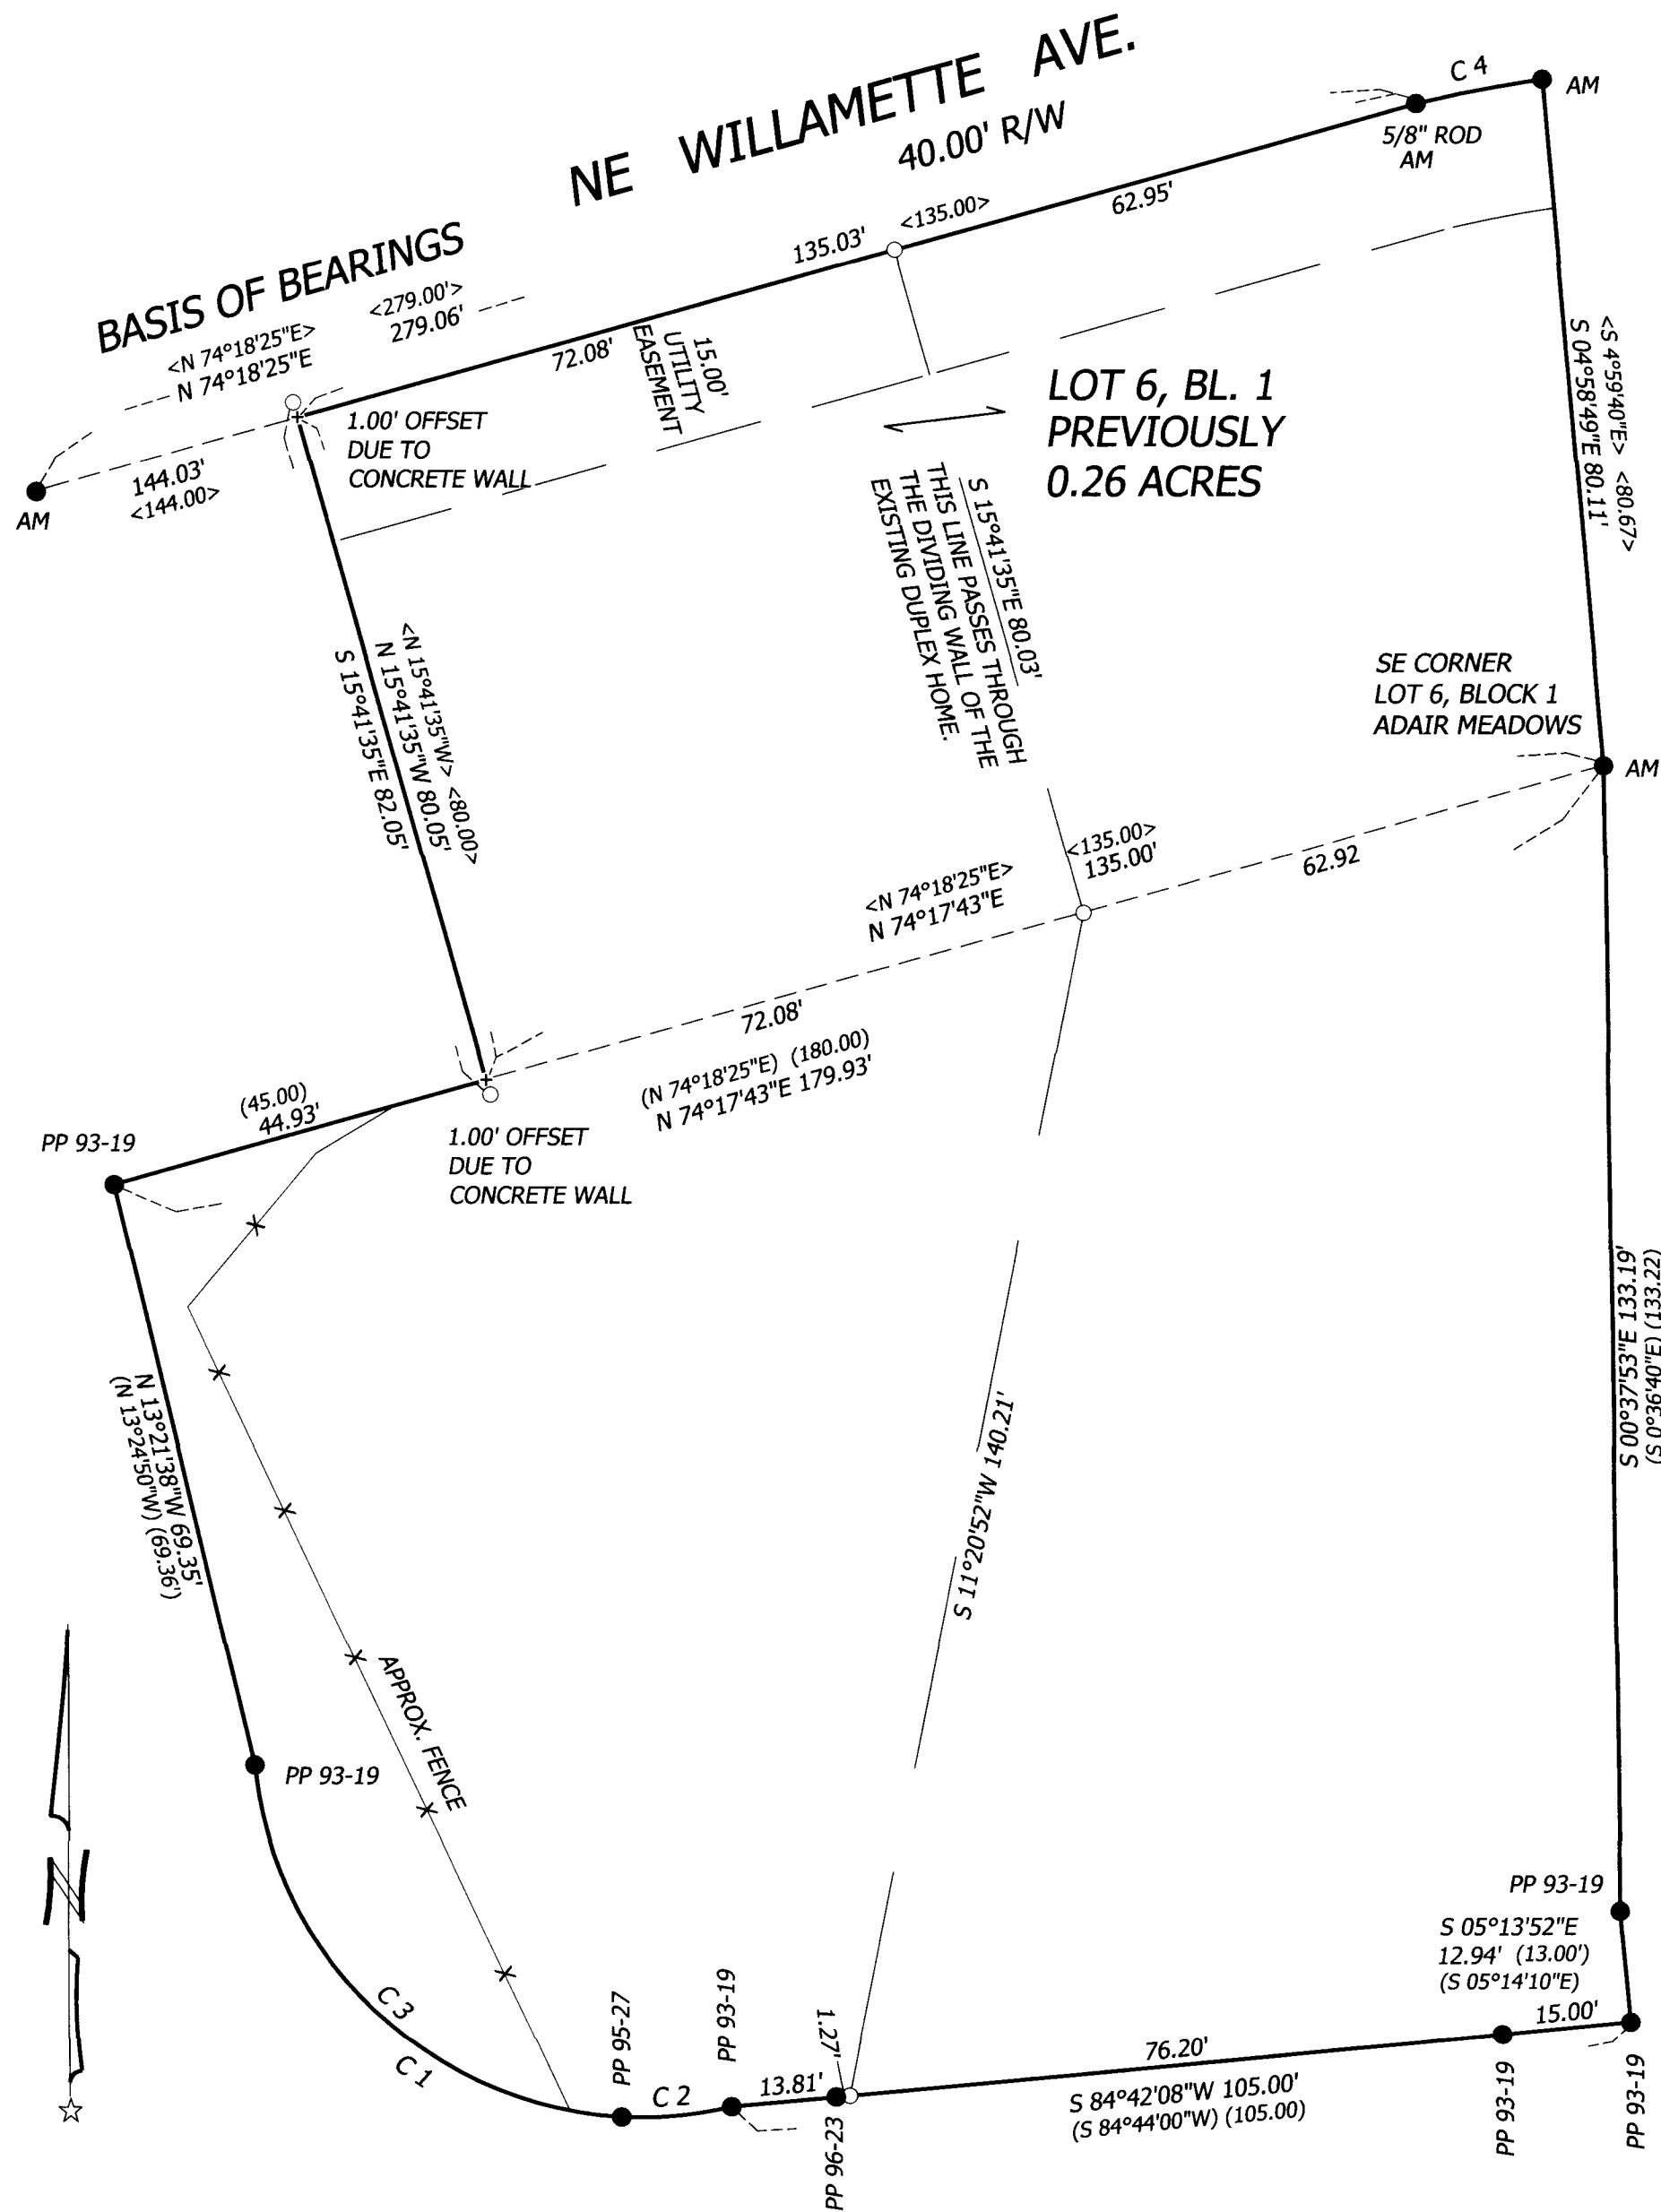 NE WILLAMETTE AVE.
40.00' R/W
C 4
AM
5/8" ROD
AM
BASIS OF BEARINGS
<N 74°18'25"E>
N 74°18'25"E
<279.00'>
279.06'
135.03'
<135.00>
62.95'
72.08'
15.00'
UTILITY
EASEMENT
144.03'
<144.00>
AM
1.00' OFFSET
DUE TO
CONCRETE WALL
LOT 6, BL. 1
PREVIOUSLY
0.26 ACRES
<S 4°59'40"E> <80.67>
S 04°58'49"E 80.11'
S 15°41'35"E 80.03'
THIS LINE PASSES THROUGH
THE DIVIDING WALL OF THE
EXISTING DUPLEX HOME.
<N 15°41'35"W> <80.00>
N 15°41'35"W 80.05'
S 15°41'35"E 82.05'
SE CORNER
LOT 6, BLOCK 1
ADAIR MEADOWS
AM
<135.00>
135.00'
62.92
<N 74°18'25"E>
N 74°17'43"E
72.08'
(N 74°18'25"E) (180.00)
N 74°17'43"E 179.93'
(45.00)
44.93'
PP 93-19
1.00' OFFSET
DUE TO
CONCRETE WALL
S 00°37'53"E 133.19'
(S 0°36'40"E) (133.22)
N 13°21'38"W 69.35'
(N 13°24'50"W) (69.36')
S 11°20'52"W 140.21'
APPROX. FENCE
PP 93-19
N
PP 93-19
S 05°13'52"E
12.94' (13.00')
(S 05°14'10"E)
C 3
C 1
PP 95-27
C 2
PP 93-19
13.81'
1.27'
PP 96-23
76.20'
S 84°42'08"W 105.00'
(S 84°44'00"W) (105.00)
15.00'
PP 93-19
PP 93-19